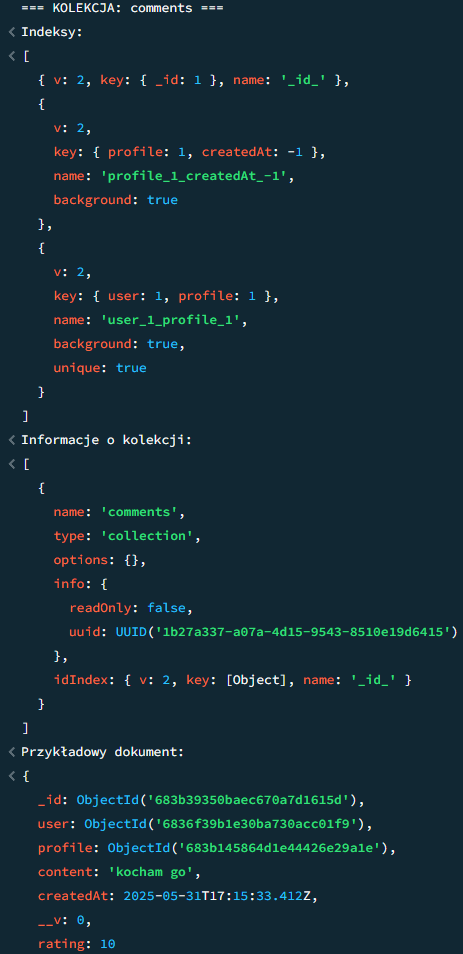 === KOLEKCJA: comments ===
< Indeksy:
< [
{ v: 2, key: { _id: 1 }, name: '_id_' },
{
v: 2,
key: { profile: 1, createdAt: -1 },
name: 'profile_1_createdAt_-1',
background: true
},
{
v: 2,
key: { user: 1, profile: 1 },
name: 'user_1_profile_1',
background: true,
unique: true
}
]
< Informacje o kolekcji:
< [
{
name: 'comments',
type: 'collection',
options: {},
info: {
readOnly: false,
uuid: UUID('1b27a337-a07a-4d15-9543-8510e19d6415')
},
idIndex: { v: 2, key: [Object], name: '_id_' }
}
]
< Przykładowy dokument:
< {
_id: ObjectId('683b39350baec670a7d1615d'),
user: ObjectId('6836f39b1e30ba730acc01f9'),
profile: ObjectId('683b145864d1e44426e29a1e'),
content: 'kocham go',
createdAt: 2025-05-31T17:15:33.412Z,
__v: 0,
rating: 10